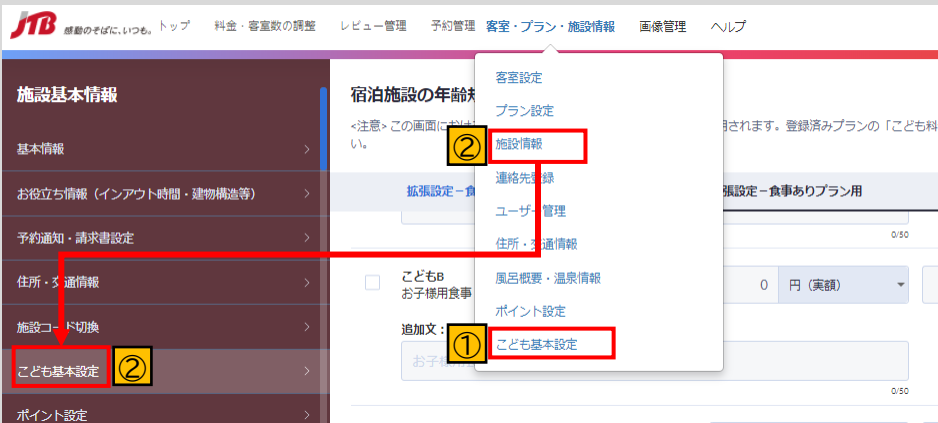 JTB 感動のそばに、いつも。 トップ 料金・客室数の調整 レビュー管理 予約管理 客室・プラン・施設情報 画像管理 ヘルプ
施設基本情報
基本情報
お役立ち情報（インアウト時間・建物構造等）
予約通知・請求書設定
住所・交通情報
施設コード切換
こども基本設定
②
ポイント設定
客室設定
プラン設定
②
施設情報
連絡先登録
ユーザー管理
住所・交通情報
風呂概要・温泉情報
ポイント設定
①
こども基本設定
宿泊施設の年齢
<注意> この画面におけ
されます。登録済みプランの「こども料
い。
拡張設定－食
張設定－食事ありプラン用
0/50
こどもB
お子様用食事
0 円（実額）
追加文：
お子様用
0/50